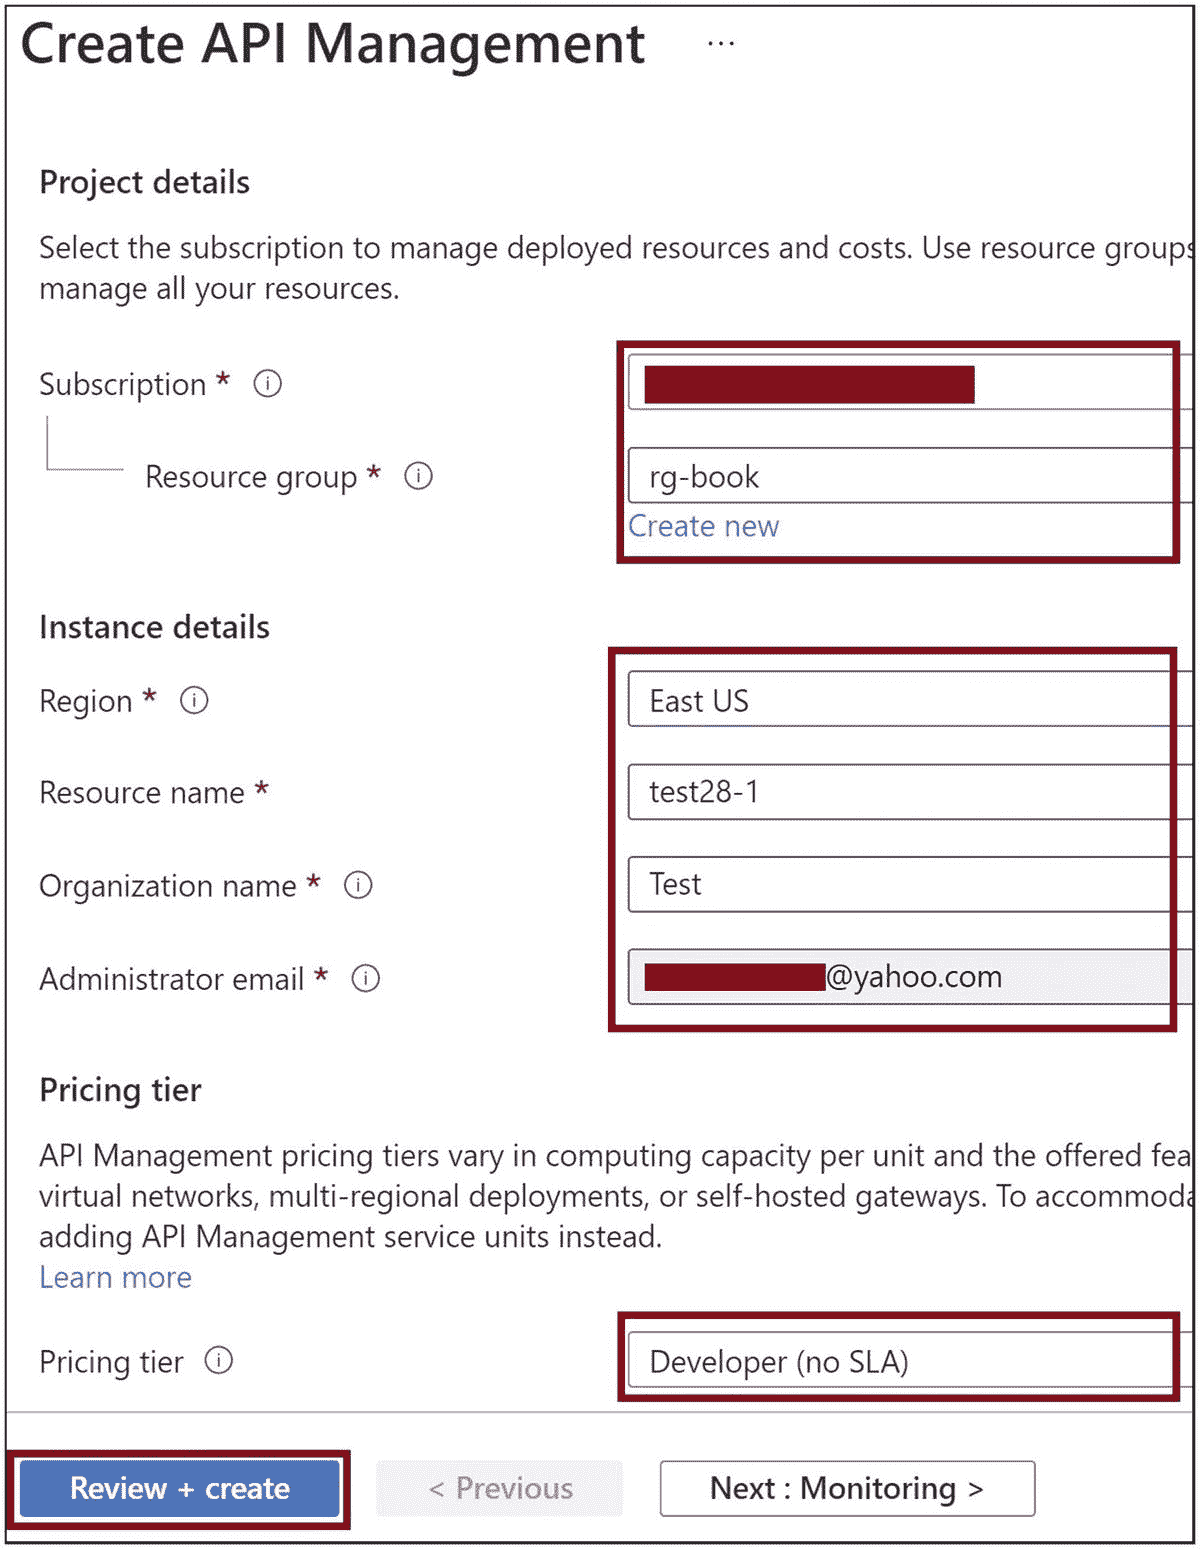 Create API Management ...
Project details
Select the subscription to manage deployed resources and costs. Use resource groups
manage all your resources.
Subscription *
Resource group *
rg-book
Create new
Instance details
Region *
East US
Resource name *
test28-1
Organization name *
Test
Administrator email *
@yahoo.com
Pricing tier
API Management pricing tiers vary in computing capacity per unit and the offered fea
virtual networks, multi-regional deployments, or self-hosted gateways. To accommoda
adding API Management service units instead.
Learn more
Pricing tier
Developer (no SLA)
Review + create
< Previous
Next : Monitoring >